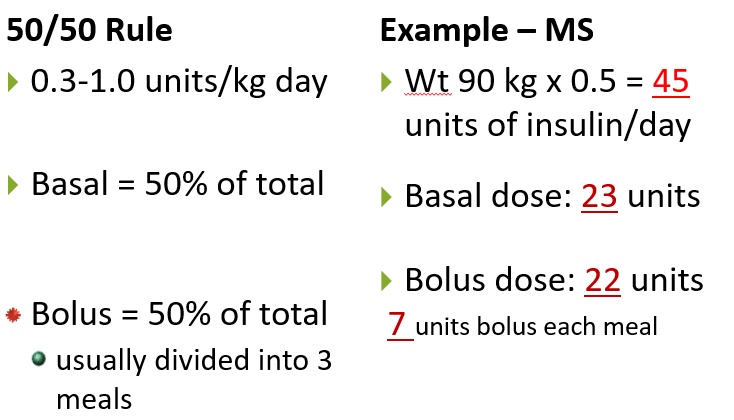 50/50 Rule
0.3-1.0 units/kg day
Basal = 50% of total
Bolus = 50% of total
usually divided into 3
meals
Example – MS
Wt 90 kg x 0.5 = 45
units of insulin/day
Basal dose: 23 units
Bolus dose: 22 units
7 units bolus each meal